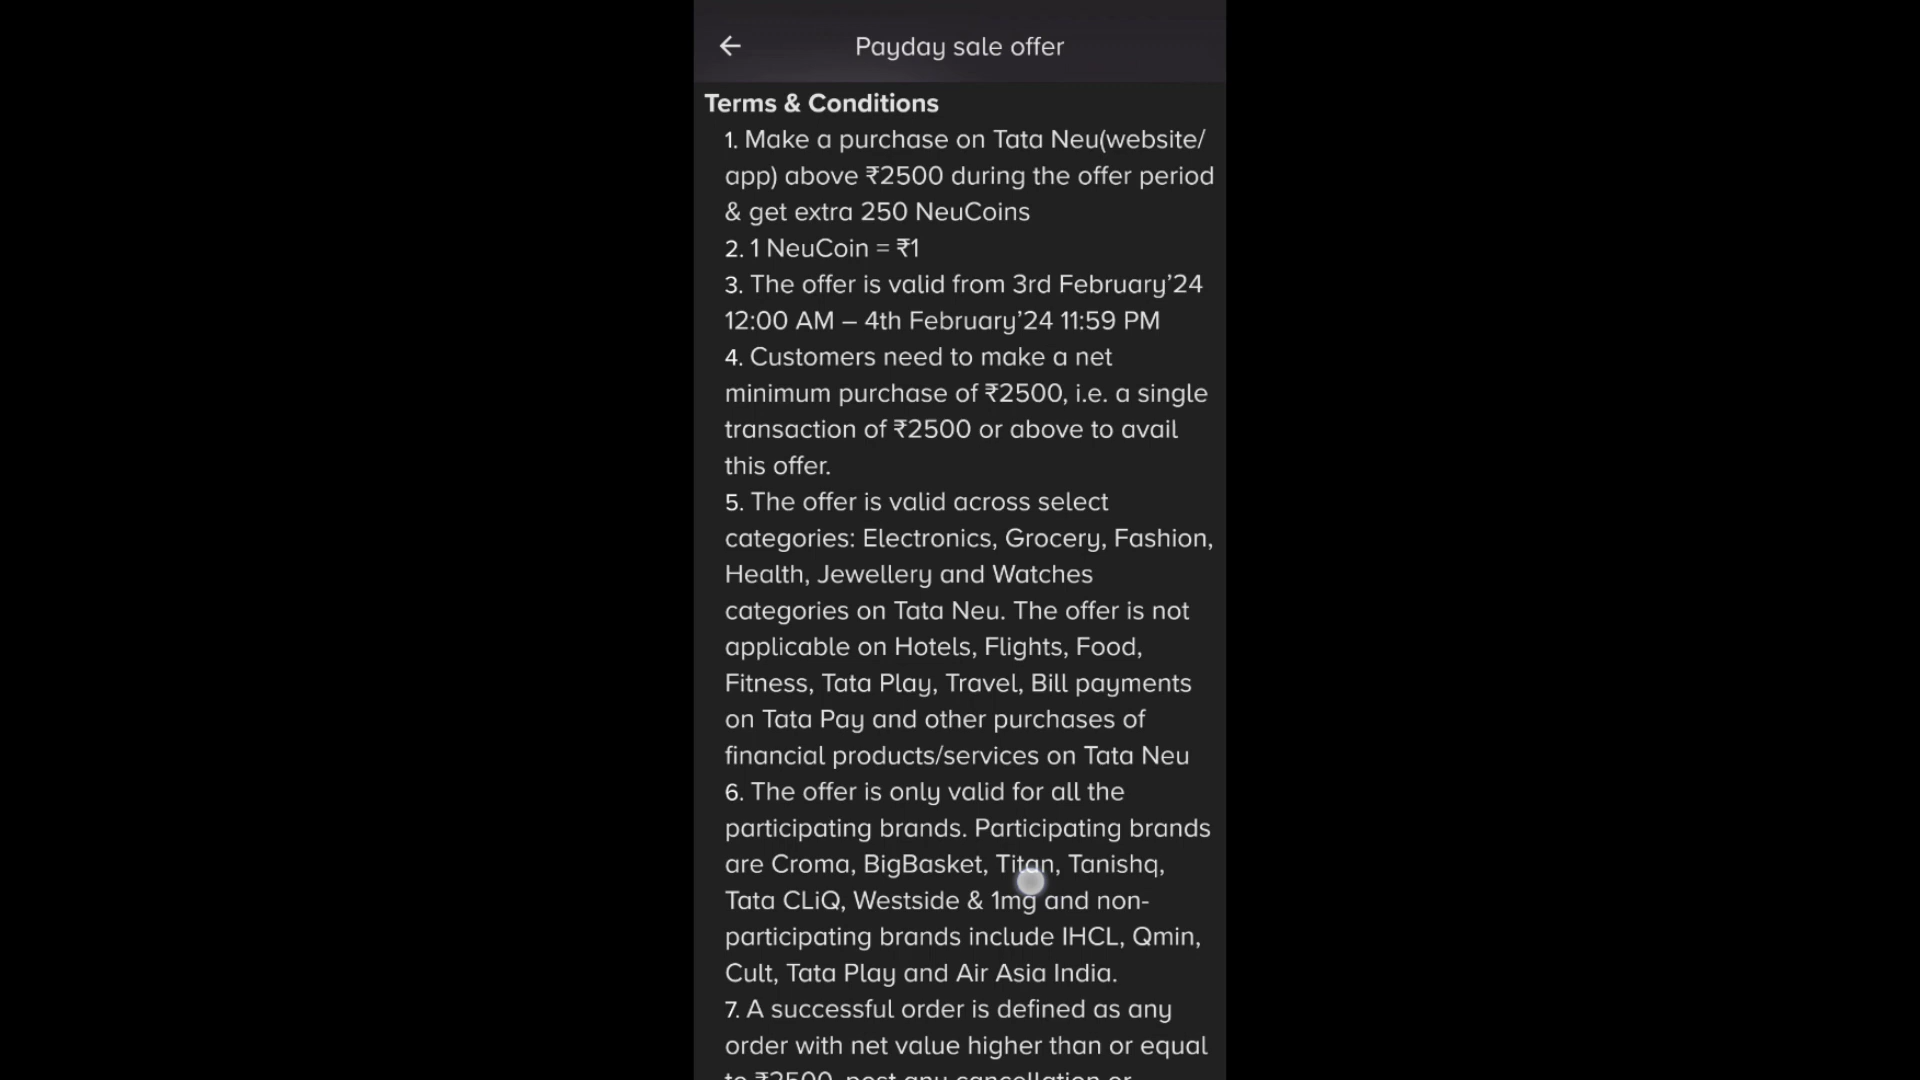 Payday sale offer
Terms & Conditions
1. Make a purchase on Tata Neu(website/
app) above ₹2500 during the offer period
& get extra 250 NeuCoins
2. 1 NeuCoin = ₹1
3. The offer is valid from 3rd February’24
12:00 AM – 4th February’24 11:59 PM
4. Customers need to make a net
minimum purchase of ₹2500, i.e. a single
transaction of ₹2500 or above to avail
this offer.
5. The offer is valid across select
categories: Electronics, Grocery, Fashion,
Health, Jewellery and Watches
categories on Tata Neu. The offer is not
applicable on Hotels, Flights, Food,
Fitness, Tata Play, Travel, Bill payments
on Tata Pay and other purchases of
financial products/services on Tata Neu
6. The offer is only valid for all the
participating brands. Participating brands
are Croma, BigBasket, Titan, Tanishq,
Tata CLiQ, Westside & 1mg and non-
participating brands include IHCL, Qmin,
Cult, Tata Play and Air Asia India.
7. A successful order is defined as any
order with net value higher than or equal
to ₹2500, post any cancellation or